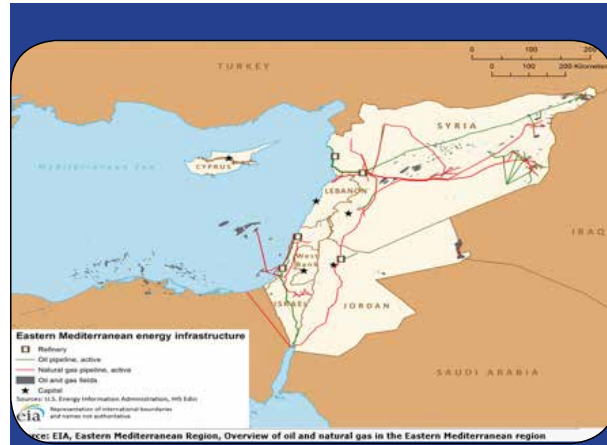 TURKEY
0 100 200
0 100 200 Kilometer
SYRIA
Mediterranean Sea
CYPRUS
LEBANON
IRAQ
West
Bank
ISRAEL
JORDAN
SAUDI ARABIA
Eastern Mediterranean energy infrastructure
Refinery
Oil pipeline, active
Natural gas pipeline, active
Oil and gas fields
Capital
Sources: U.S. Energy Information Administration, IHS Edin
eia
Representation of international boundaries
and names not authoritative.
rce: EIA, Eastern Mediterranean Region, Overview of oil and natural gas in the Eastern Mediterranean region